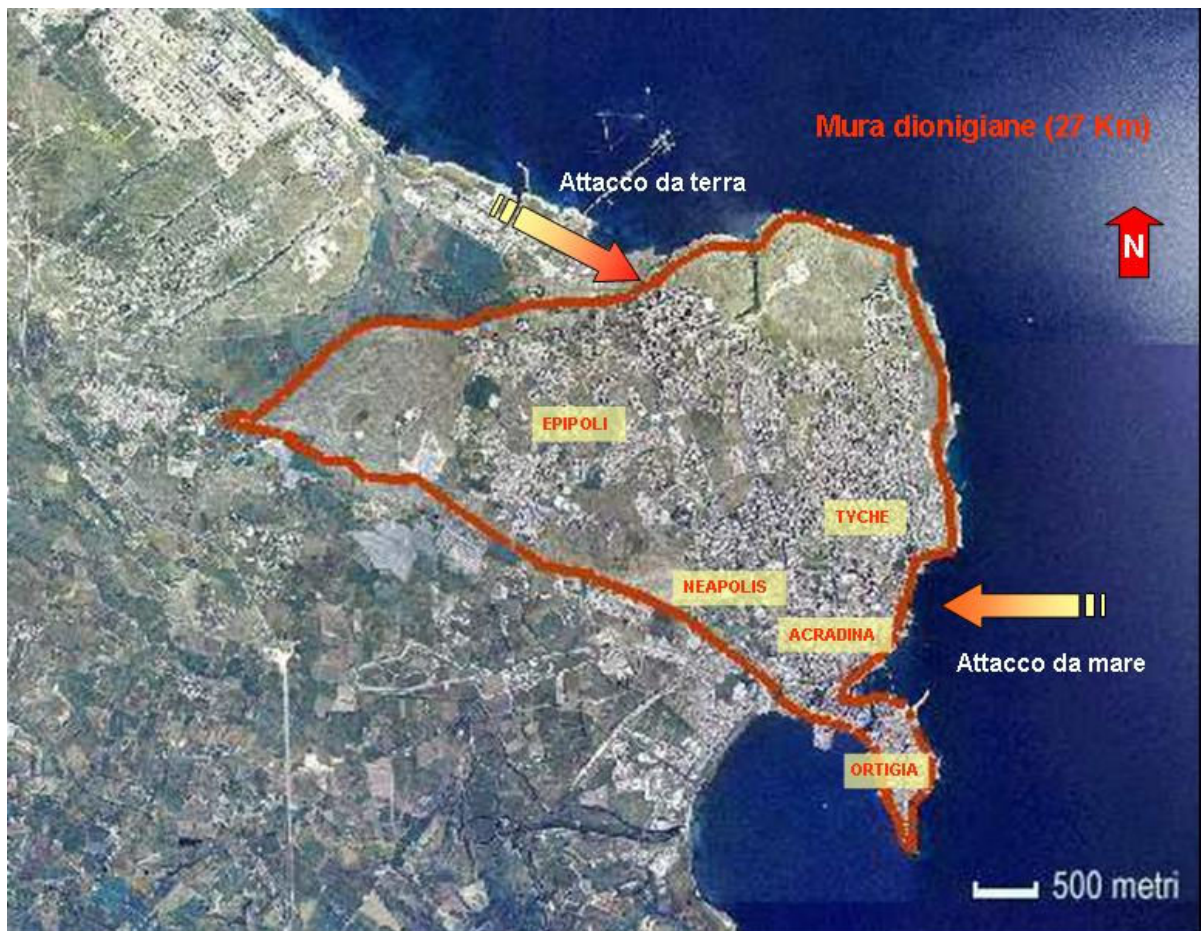 Mura dionigiane (27 Km)
Attacco da terra
N
EPIPOLI
TYCHE
NEAPOLIS
ACRADINA
Attacco da mare
ORTIGIA
500 metri